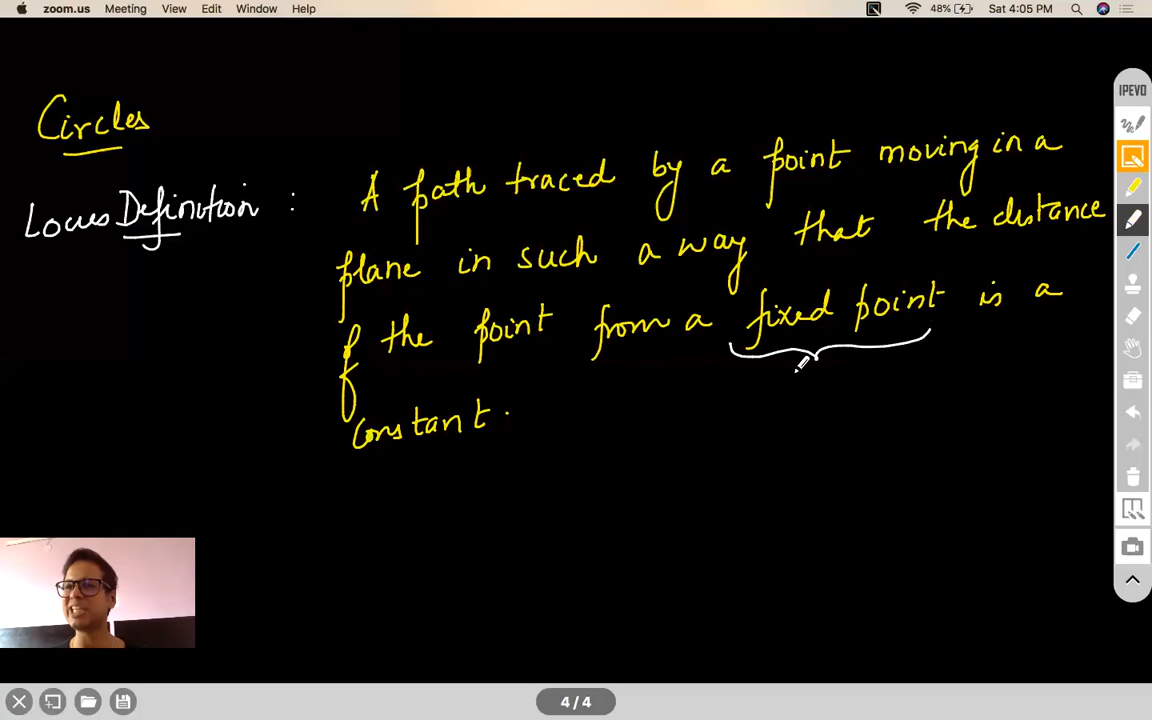 zoom.us Meeting View Edit Window Help 48% Sat 4:05 PM
IPEVO
Circles
Locus Definition : A path traced by a point moving in a
plane in such a way that the distance
of the point from a fixed point is a
constant.
4/4